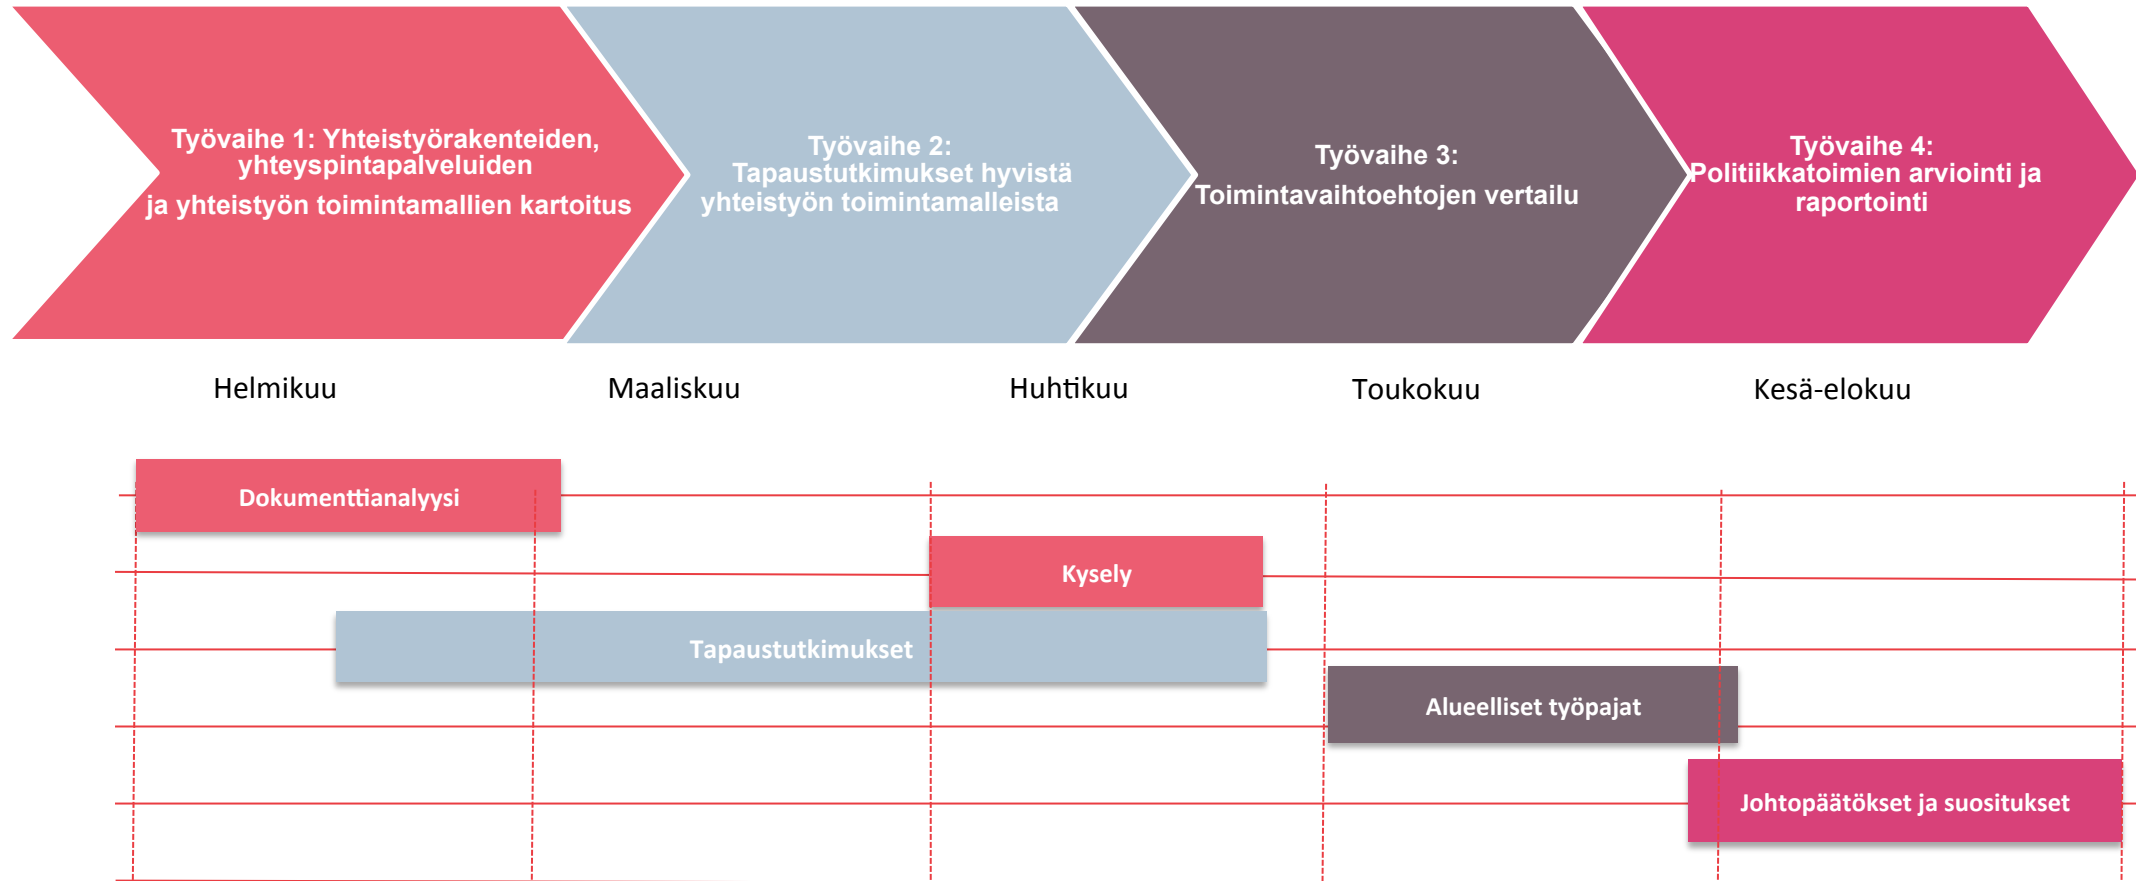 Työvaihe 1: Yhteistyörakenteiden,
yhteyspintapalveluiden
ja yhteistyön toimintamallien kartoitus
Työvaihe 2:
Tapaustutkimukset hyvistä
yhteistyön toimintamalleista
Työvaihe 3:
Toimintavaihtoehtojen vertailu
Työvaihe 4:
Politiikkatoimien arviointi ja
raportointi
Helmikuu
Maaliskuu
Huhtikuu
Toukokuu
Kesä-elokuu
Dokumenttianalyysi
Kysely
Tapaustutkimukset
Alueelliset työpajat
Johtopäätökset ja suositukset